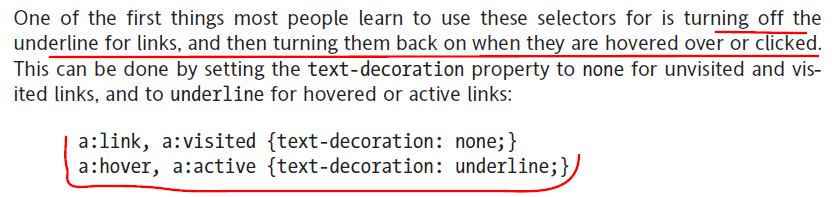 One of the first things most people learn to use these selectors for is turning off the
underline for links, and then turning them back on when they are hovered over or clicked.
This can be done by setting the text-decoration property to none for unvisited and vis-
ited links, and to underline for hovered or active links:
a:link, a:visited {text-decoration: none;}
a:hover, a:active {text-decoration: underline;}